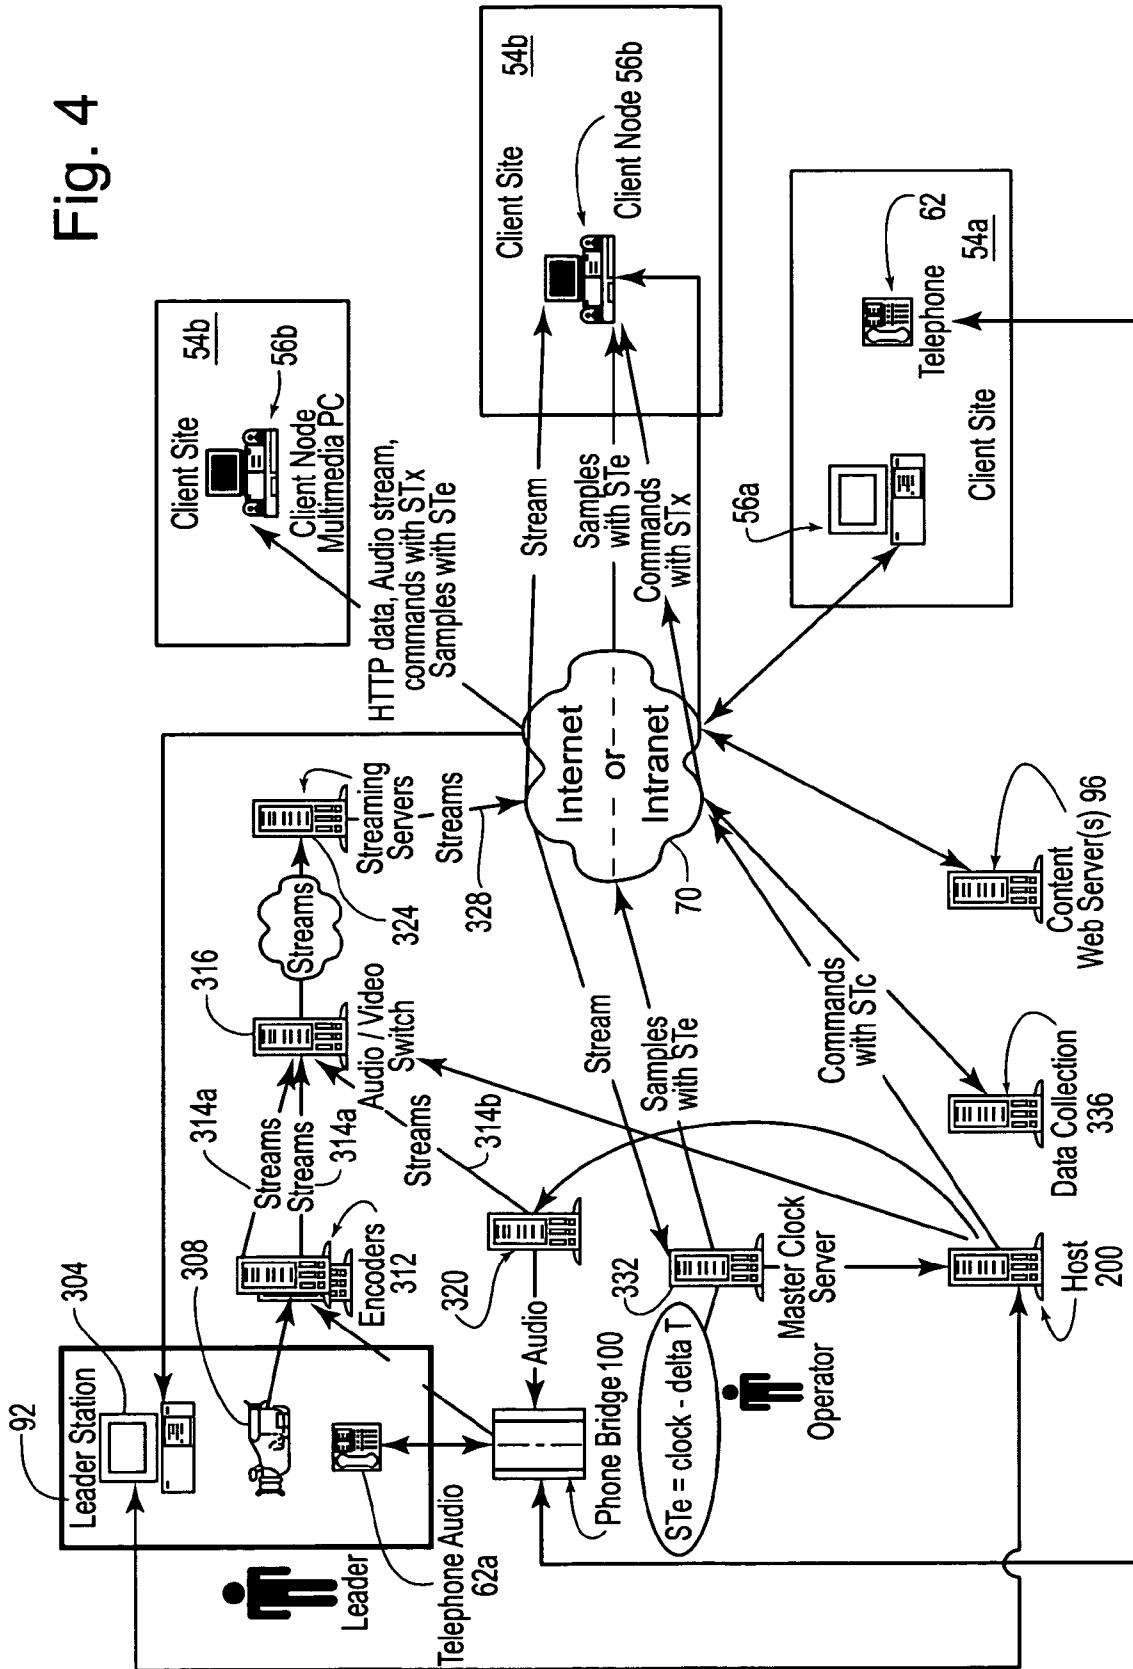 Fig. 4
92
Leader Station
304
308
Leader
Telephone Audio
62a
314a
Streams
Streams
314a
Encoders
312
316
Audio / Video
Switch
Streams
314b
Streams
324
Streaming
Servers
Streams
328
Client Site
54b
56b
Client Node
Multimedia PC
HTTP data, Audio stream,
commands with STx
Samples with STe
320
Audio
Phone Bridge 100
Stream
Samples
with STe
Internet
or
Intranet
70
Stream
Samples
with STe
Commands
with STx
Client Site
54b
Client Node 56b
332
STe = clock - delta T
Master Clock
Server
Operator
Commands
with STc
Host
200
Data Collection
336
Content
Web Server(s) 96
56a
Client Site
Telephone
62
54a